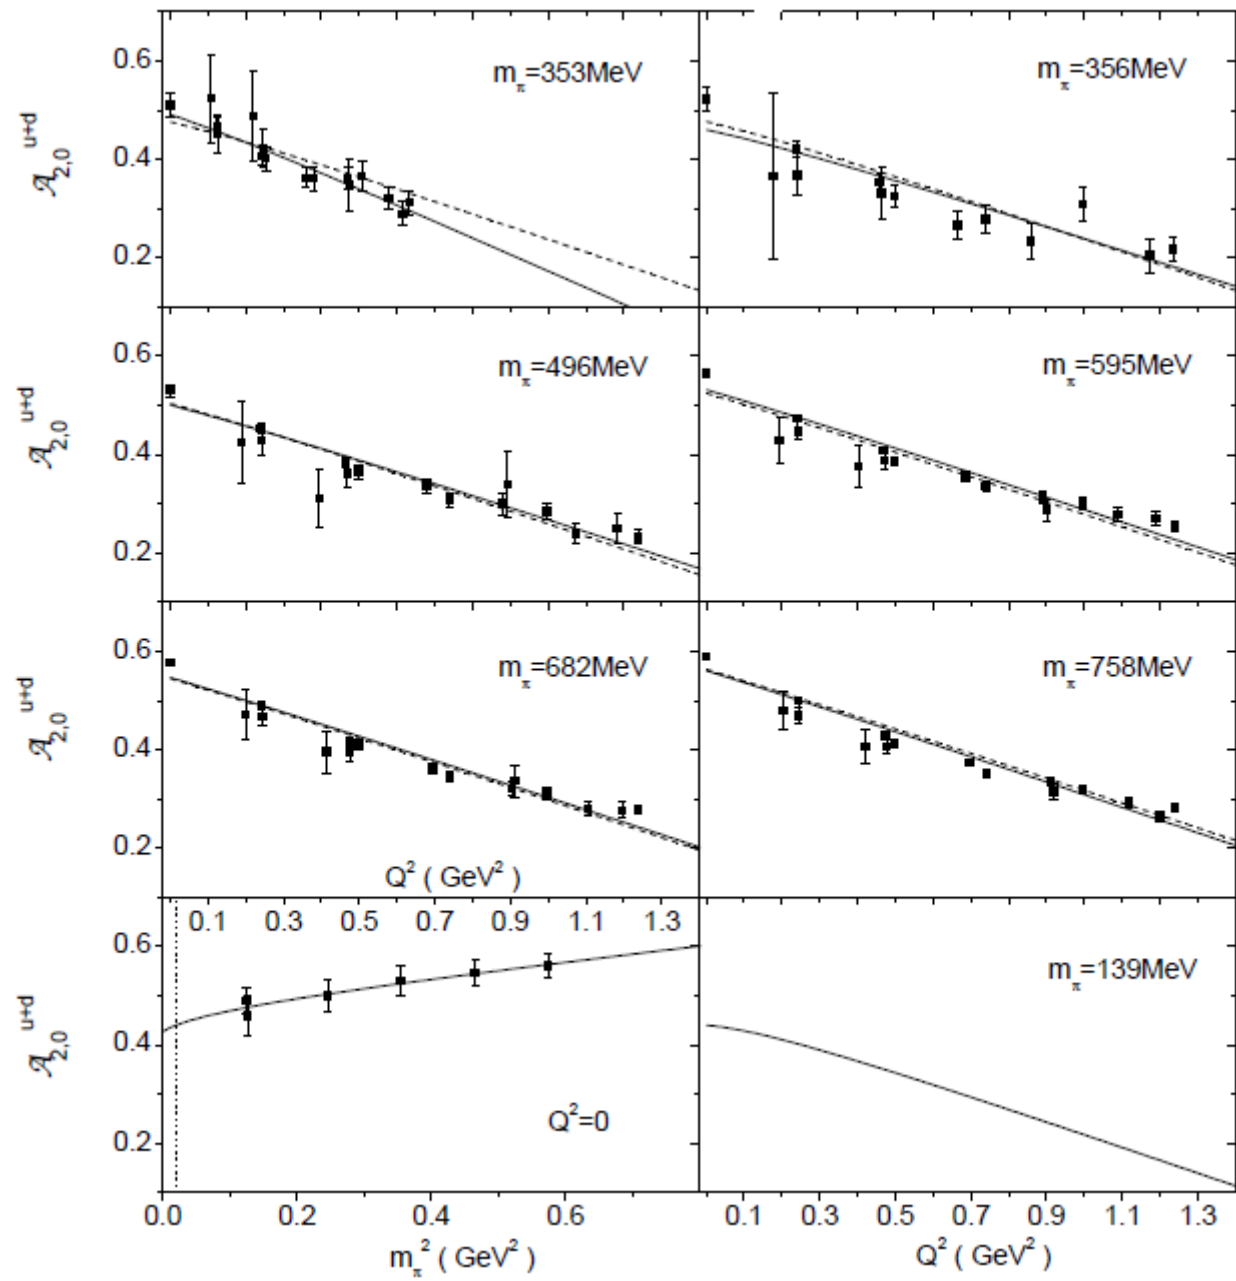 0.6
0.4
0.2
𝒜₂,₀ᵘ⁺ᵈ
mπ=353MeV
mπ=356MeV
0.6
0.4
0.2
𝒜₂,₀ᵘ⁺ᵈ
mπ=496MeV
mπ=595MeV
0.6
0.4
0.2
𝒜₂,₀ᵘ⁺ᵈ
mπ=682MeV
mπ=758MeV
Q² ( GeV² )
0.1 0.3 0.5 0.7 0.9 1.1 1.3
0.6
0.4
0.2
𝒜₂,₀ᵘ⁺ᵈ
Q²=0
mπ=139MeV
0.0 0.2 0.4 0.6
mπ² ( GeV² )
0.1 0.3 0.5 0.7 0.9 1.1 1.3
Q² ( GeV² )